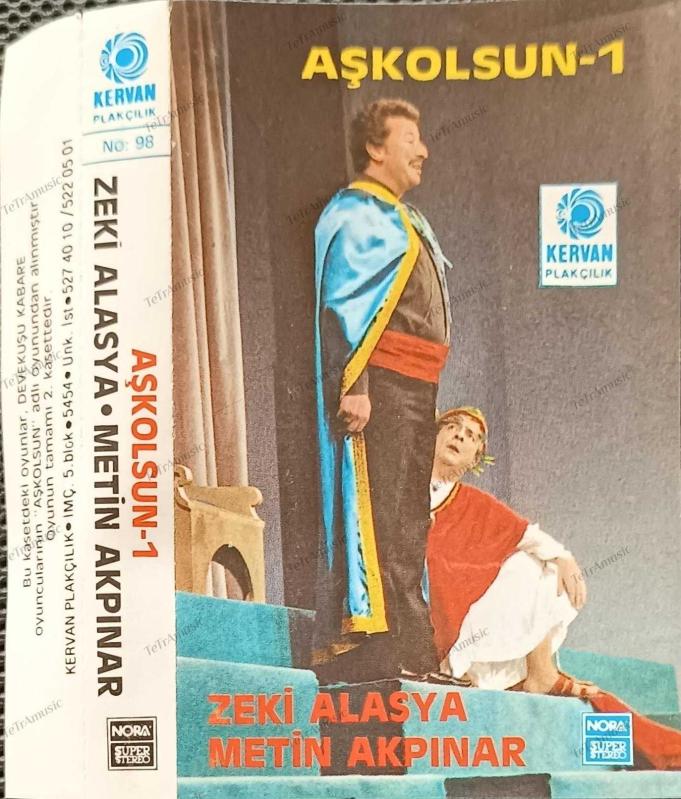 AŞKOLSUN-1
KERVAN
PLAKÇILIK
ZEKİ ALASYA
METİN AKPINAR
NORA
SUPER
STEREO
KERVAN
PLAKÇILIK
NO: 98
AŞKOLSUN-1
ZEKİ ALASYA • METİN AKPINAR
NORA
SUPER
STEREO
Bu kasetdeki oyunlar, DEVEKUŞU KABARE
oyuncularının "AŞKOLSUN" adlı oyunundan alınmıştır
Oyunun tamamı 2. kasettedir.
KERVAN PLAKÇILIK • İMÇ. 5.blok • 5454 • Unk. İst • 527 40 10 / 522 05 01
TeTrAmusic